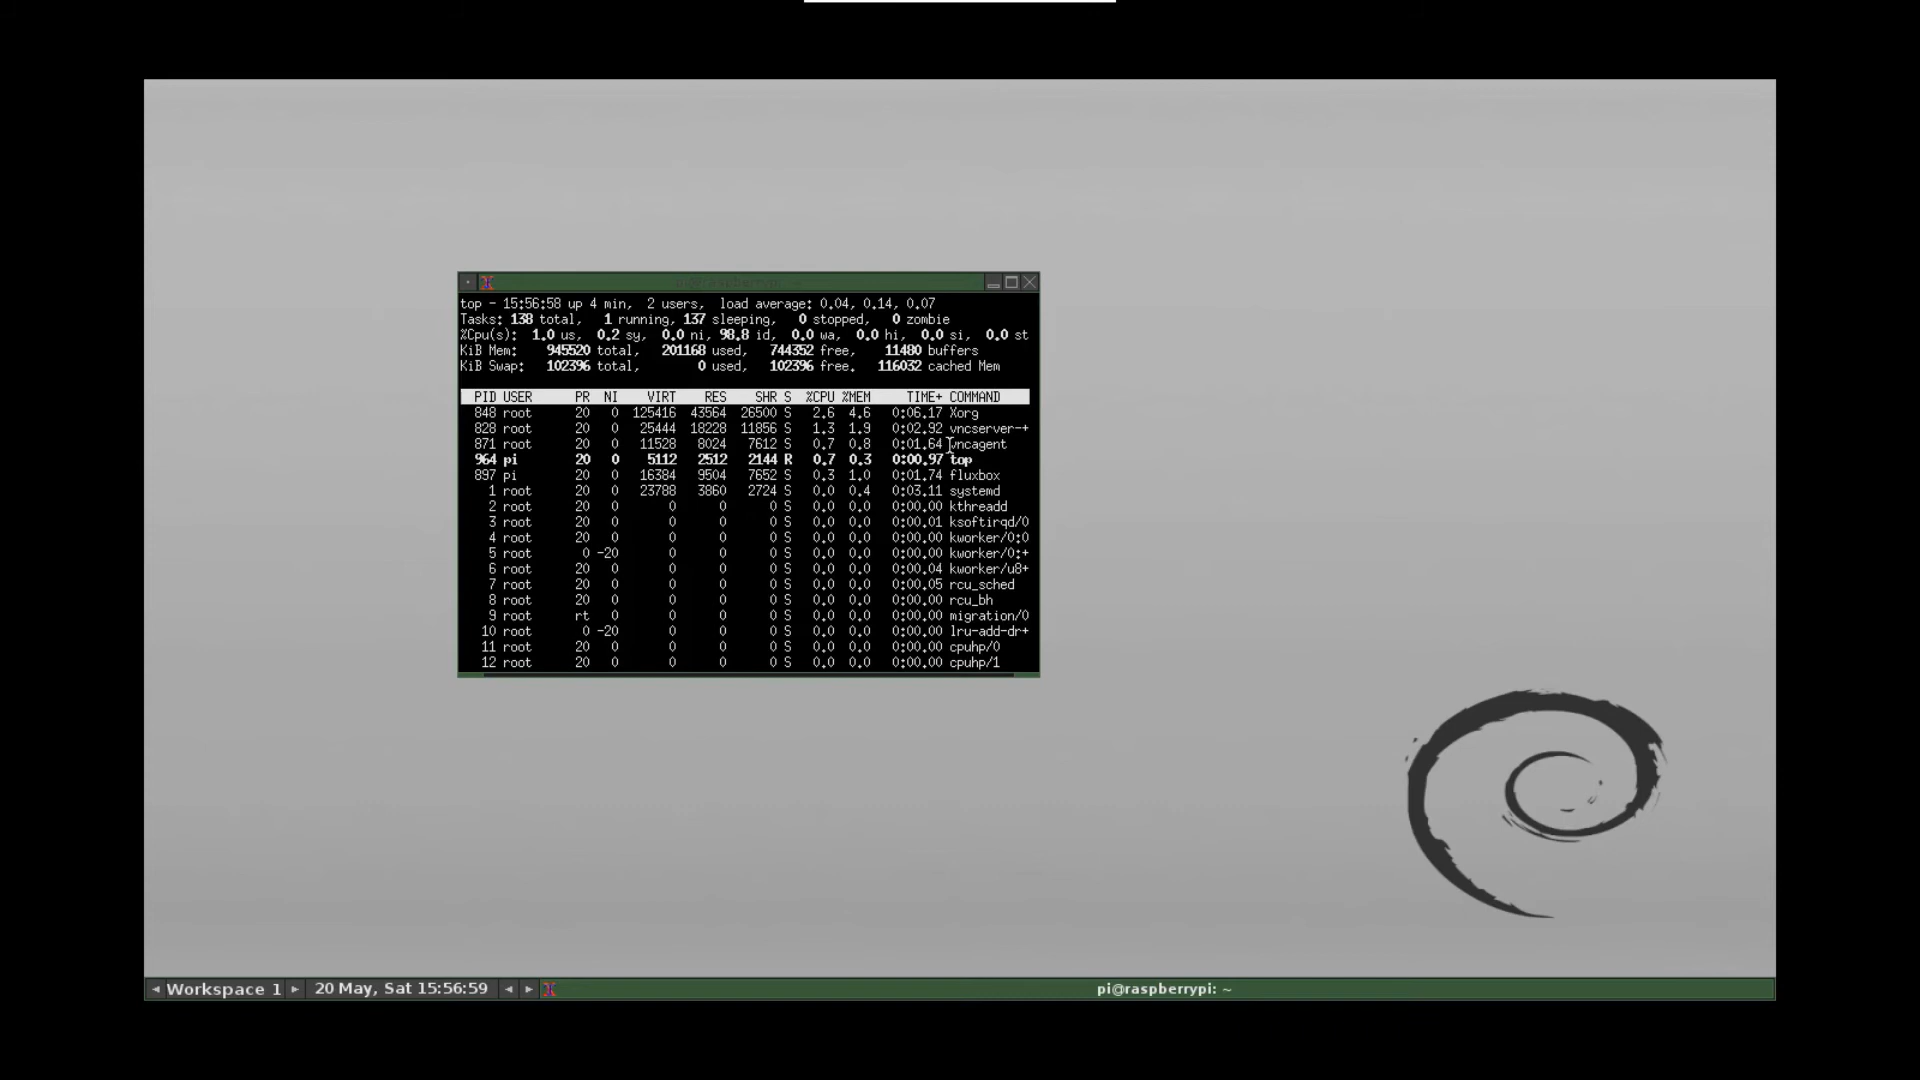 pi@raspberrypi: ~
top - 15:56:58 up 4 min,  2 users,  load average: 0.04, 0.14, 0.07
Tasks: 138 total,   1 running, 137 sleeping,   0 stopped,   0 zombie
%Cpu(s):  1.0 us,  0.2 sy,  0.0 ni, 98.8 id,  0.0 wa,  0.0 hi,  0.0 si,  0.0 st
KiB Mem:    945520 total,   201168 used,   744352 free,    11480 buffers
KiB Swap:   102396 total,        0 used,   102396 free.   116032 cached Mem
PID USER      PR  NI    VIRT    RES    SHR S  %CPU %MEM     TIME+ COMMAND
848 root      20   0  125416  43564  26500 S   2.6  4.6   0:06.17 Xorg
828 root      20   0   25444  18228  11856 S   1.3  1.9   0:02.92 vncserver-+
871 root      20   0   11528   8024   7612 S   0.7  0.8   0:01.64 vncagent
964 pi        20   0    5112   2512   2144 R   0.7  0.3   0:00.97 top
897 pi        20   0   16384   9504   7652 S   0.3  1.0   0:01.74 fluxbox
1 root      20   0   23788   3860   2724 S   0.0  0.4   0:03.11 systemd
2 root      20   0       0      0      0 S   0.0  0.0   0:00.00 kthreadd
3 root      20   0       0      0      0 S   0.0  0.0   0:00.01 ksoftirqd/0
4 root      20   0       0      0      0 S   0.0  0.0   0:00.00 kworker/0:0
5 root       0 -20       0      0      0 S   0.0  0.0   0:00.00 kworker/0:+
6 root      20   0       0      0      0 S   0.0  0.0   0:00.04 kworker/u8+
7 root      20   0       0      0      0 S   0.0  0.0   0:00.05 rcu_sched
8 root      20   0       0      0      0 S   0.0  0.0   0:00.00 rcu_bh
9 root      rt   0       0      0      0 S   0.0  0.0   0:00.00 migration/0
10 root       0 -20       0      0      0 S   0.0  0.0   0:00.00 lru-add-dr+
11 root      20   0       0      0      0 S   0.0  0.0   0:00.00 cpuhp/0
12 root      20   0       0      0      0 S   0.0  0.0   0:00.00 cpuhp/1
Workspace 1 20 May, Sat 15:56:59 pi@raspberrypi: ~